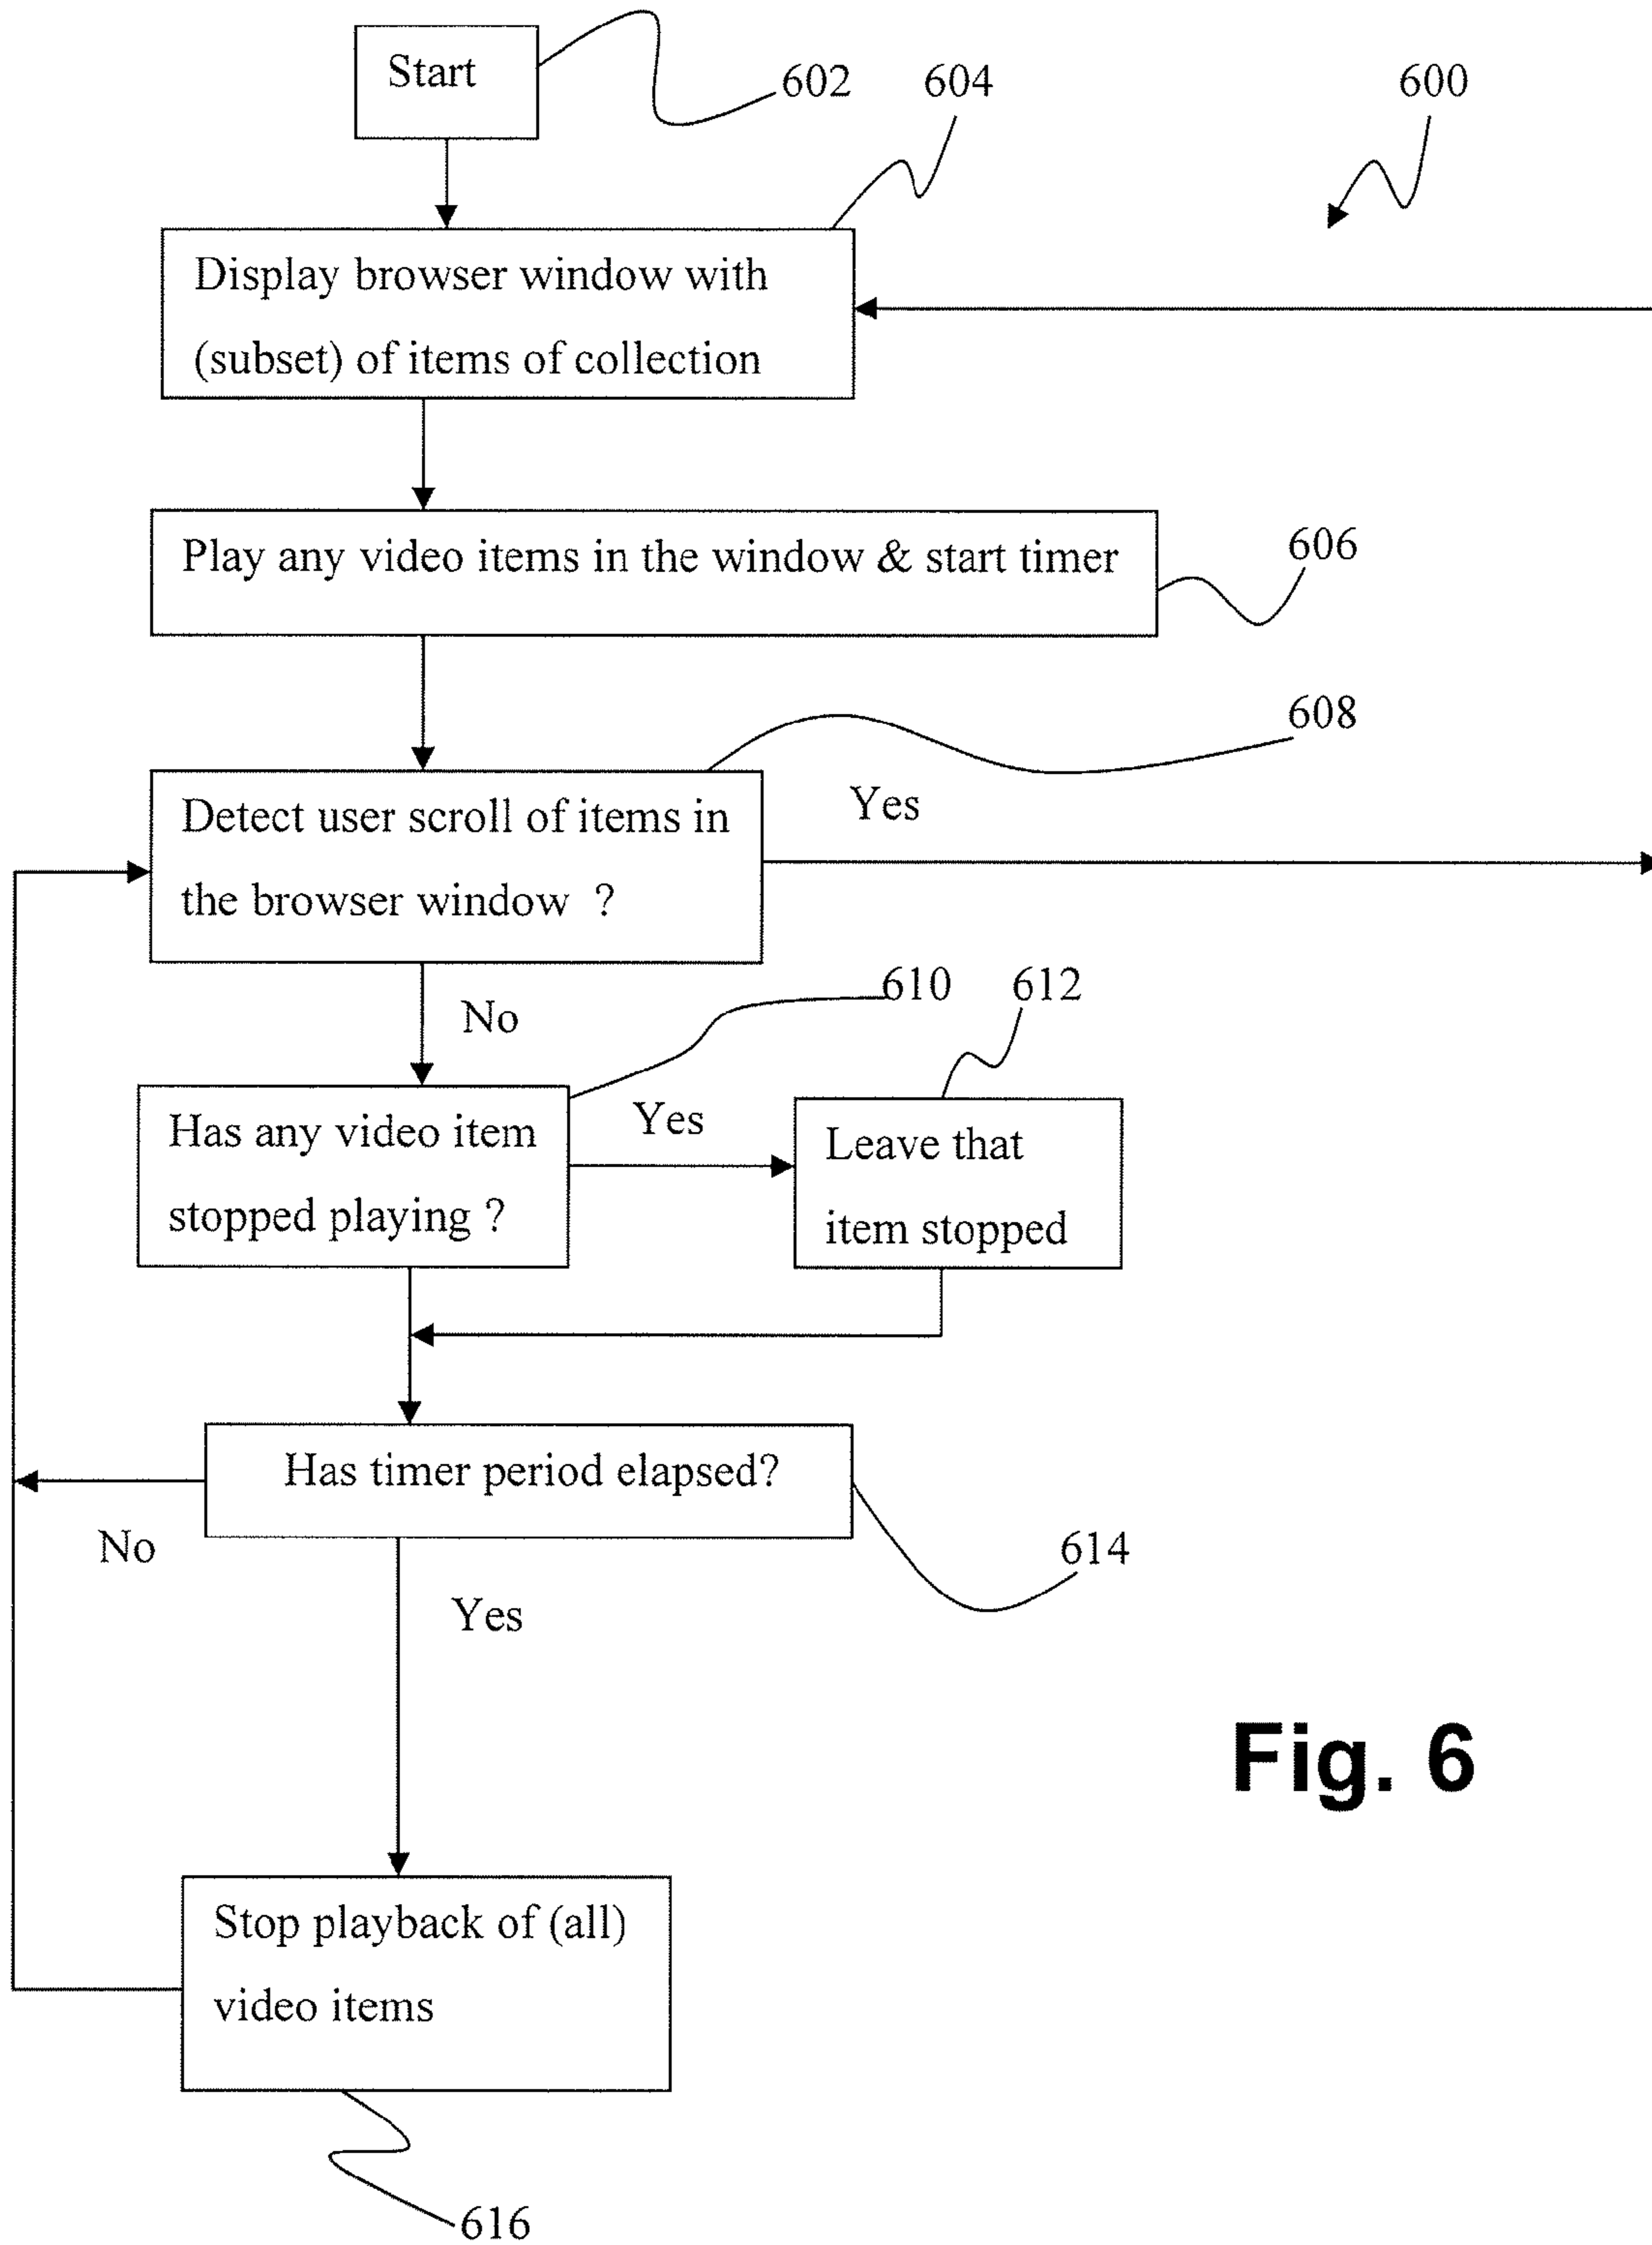 Start
602
604
600
Display browser window with
(subset) of items of collection
Play any video items in the window & start timer
606
608
Detect user scroll of items in
the browser window ?
Yes
No
610
612
Has any video item
stopped playing ?
Yes
Leave that
item stopped
Has timer period elapsed?
No
614
Yes
Fig. 6
Stop playback of (all)
video items
616